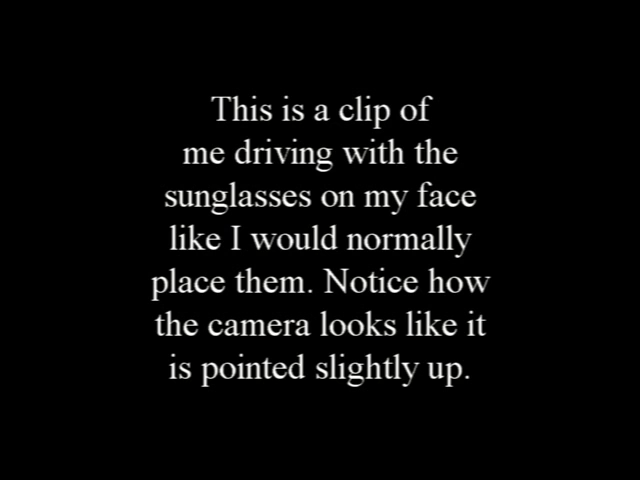 This is a clip of
me driving with the
sunglasses on my face
like I would normally
place them. Notice how
the camera looks like it
is pointed slightly up.